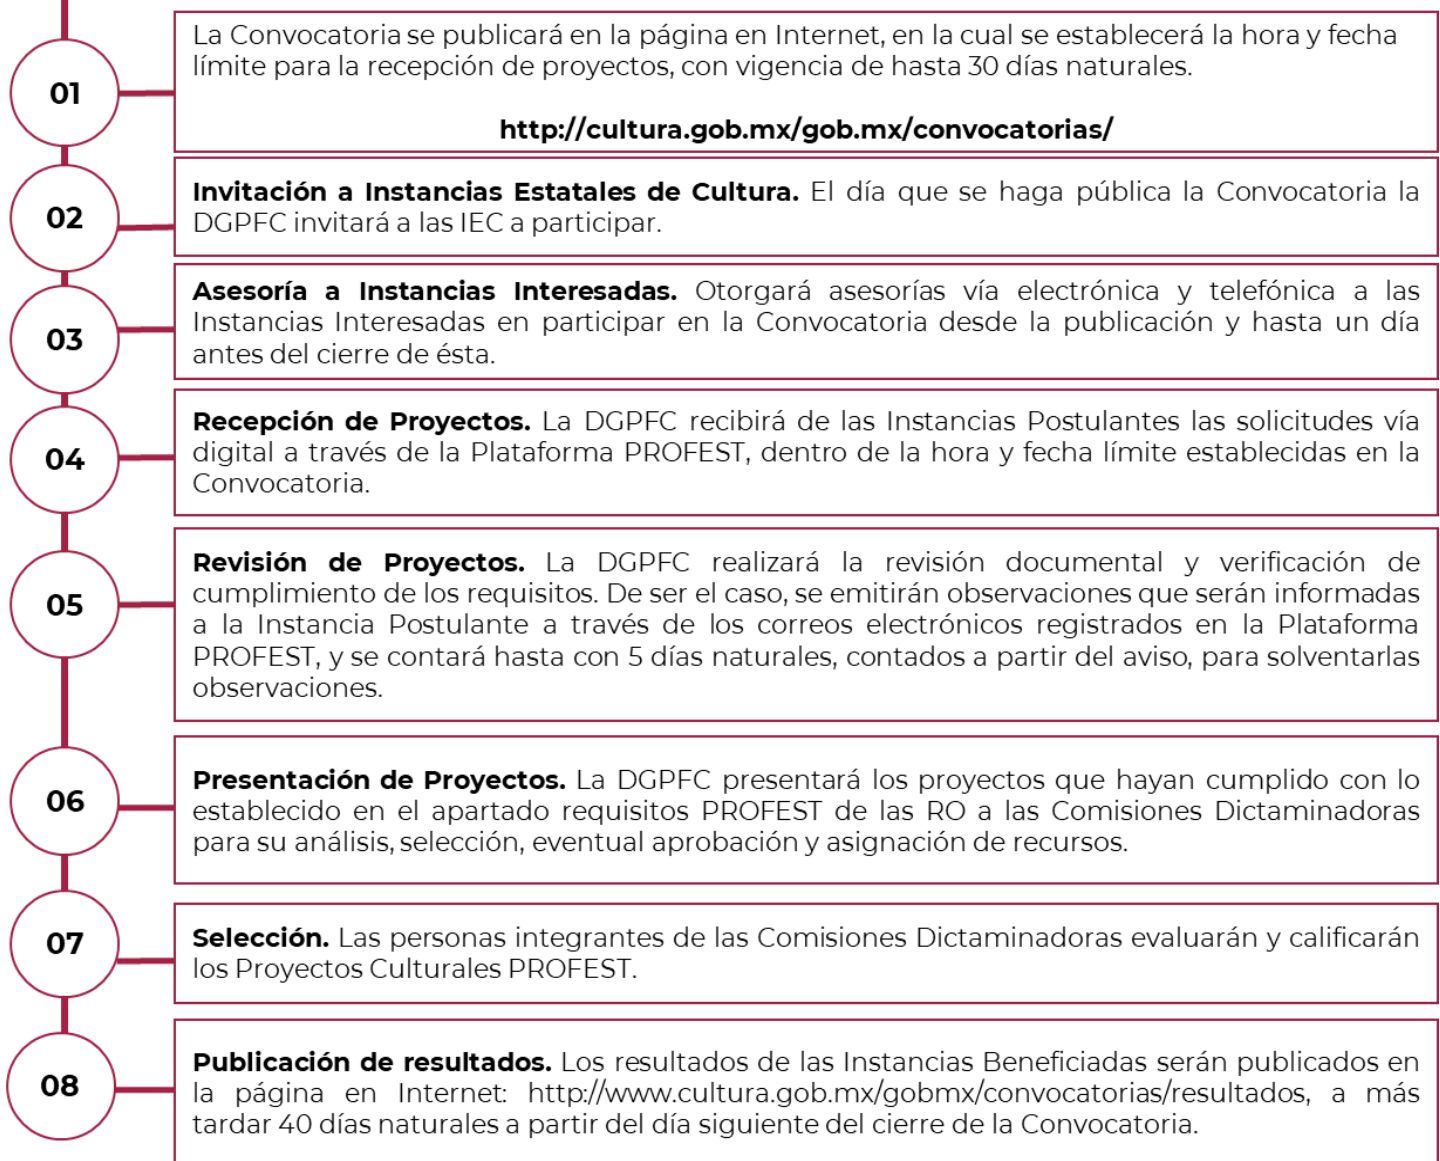 01
La Convocatoria se publicará en la página en Internet, en la cual se establecerá la hora y fecha
límite para la recepción de proyectos, con vigencia de hasta 30 días naturales.
http://cultura.gob.mx/gob.mx/convocatorias/
02
Invitación a Instancias Estatales de Cultura. El día que se haga pública la Convocatoria la
DGPFC invitará a las IEC a participar.
03
Asesoría a Instancias Interesadas. Otorgará asesorías vía electrónica y telefónica a las
Instancias Interesadas en participar en la Convocatoria desde la publicación y hasta un día
antes del cierre de ésta.
04
Recepción de Proyectos. La DGPFC recibirá de las Instancias Postulantes las solicitudes vía
digital a través de la Plataforma PROFEST, dentro de la hora y fecha límite establecidas en la
Convocatoria.
05
Revisión de Proyectos. La DGPFC realizará la revisión documental y verificación de
cumplimiento de los requisitos. De ser el caso, se emitirán observaciones que serán informadas
a la Instancia Postulante a través de los correos electrónicos registrados en la Plataforma
PROFEST, y se contará hasta con 5 días naturales, contados a partir del aviso, para solventarlas
observaciones.
06
Presentación de Proyectos. La DGPFC presentará los proyectos que hayan cumplido con lo
establecido en el apartado requisitos PROFEST de las RO a las Comisiones Dictaminadoras
para su análisis, selección, eventual aprobación y asignación de recursos.
07
Selección. Las personas integrantes de las Comisiones Dictaminadoras evaluarán y calificarán
los Proyectos Culturales PROFEST.
08
Publicación de resultados. Los resultados de las Instancias Beneficiadas serán publicados en
la página en Internet: http://www.cultura.gob.mx/gobmx/convocatorias/resultados, a más
tardar 40 días naturales a partir del día siguiente del cierre de la Convocatoria.